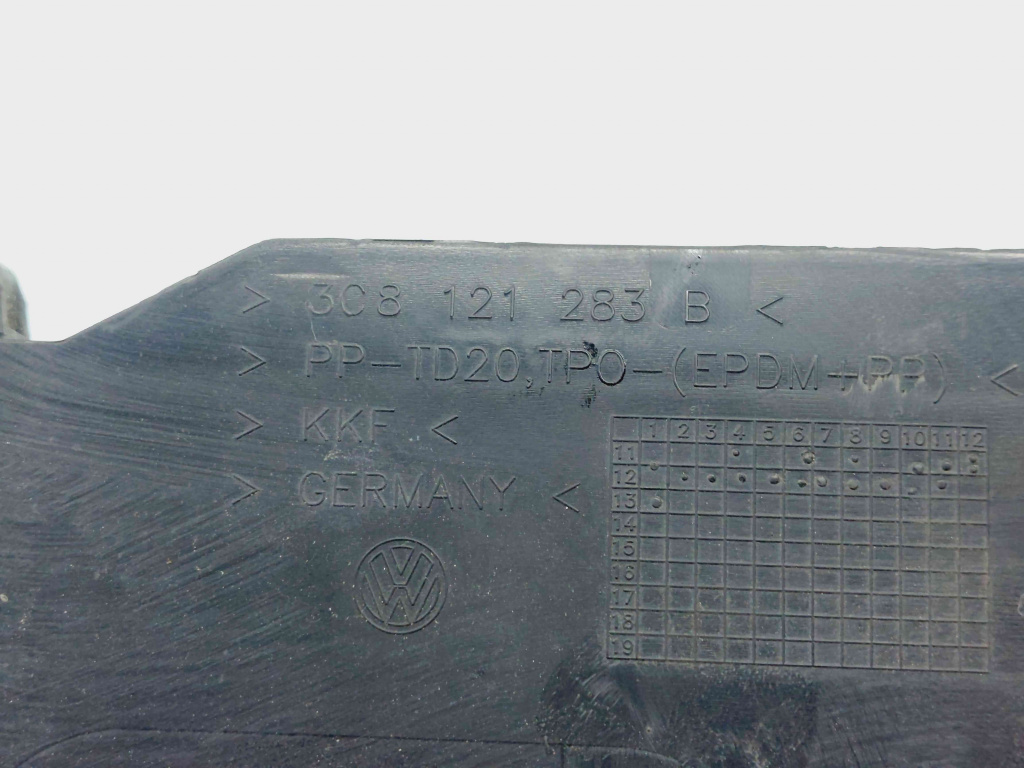 > 3C8 121 283 B <
> PP-TD20,TPO-(EPDM+PP) <
> KKF <
> GERMANY <
1 2 3 4 5 6 7 8 9 10 11 12
11
12
13
14
15
16
17
18
19